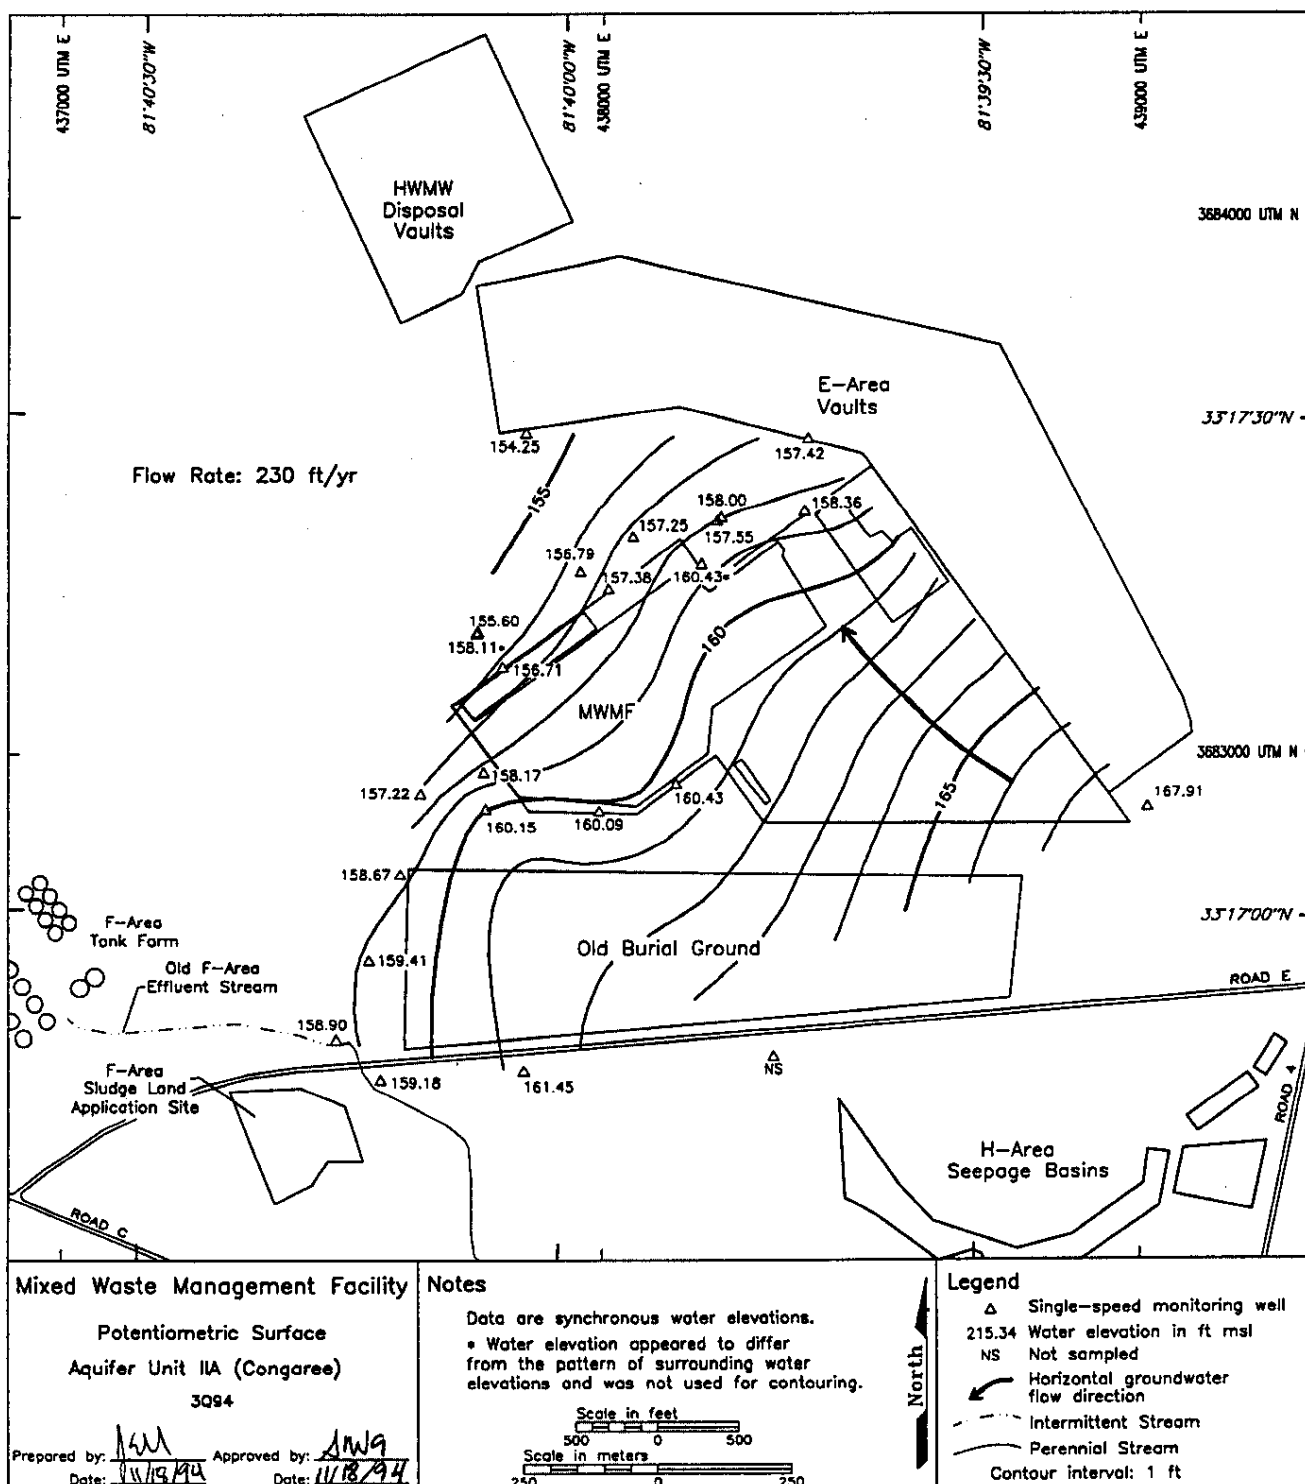 437000 UTM E
81°40'30"W
81°40'00"W
438000 UTM E
81°39'30"W
439000 UTM E
HWMW
Disposal
Vaults
3684000 UTM N
E-Area
Vaults
33°17'30"N
154.25
157.42
Flow Rate: 230 ft/yr
155
158.00
158.36
157.25
157.55
156.79
157.38
160.43*
155.60
158.11*
160
156.71
MWMF
3683000 UTM N
158.17
157.22
160.43
165
167.91
160.15
160.09
158.67
F-Area
Tank Farm
33°17'00"N
Old Burial Ground
159.41
Old F-Area
Effluent Stream
ROAD E
158.90
NS
F-Area
Sludge Land
Application Site
159.18
161.45
ROAD A
H-Area
Seepage Basins
ROAD C
Mixed Waste Management Facility
Potentiometric Surface
Aquifer Unit IIA (Congaree)
3Q94
Prepared by:
Approved by:
Date: 11/18/94
Date: 11/18/94
Notes
Data are synchronous water elevations.
* Water elevation appeared to differ
from the pattern of surrounding water
elevations and was not used for contouring.
Scale in feet
500 0 500
Scale in meters
250 0 250
North
Legend
Single-speed monitoring well
215.34 Water elevation in ft msl
NS Not sampled
Horizontal groundwater
flow direction
Intermittent Stream
Perennial Stream
Contour interval: 1 ft